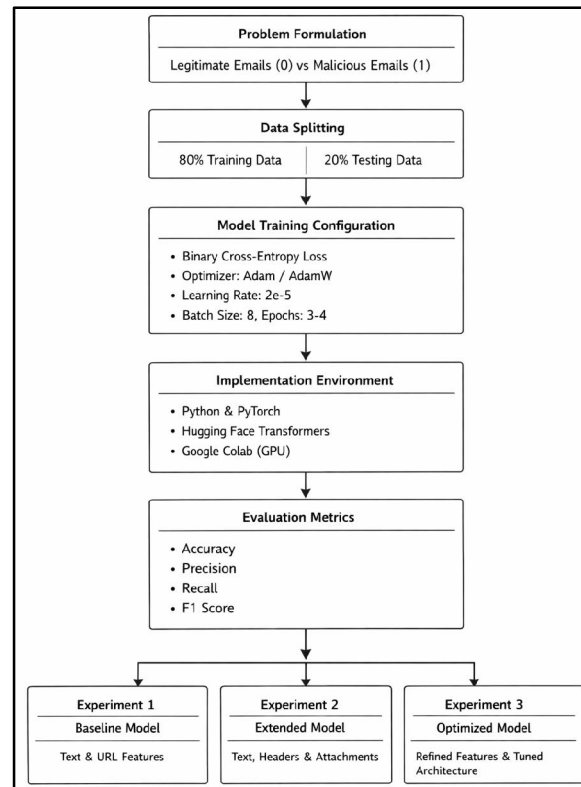 Problem Formulation
Legitimate Emails (0) vs Malicious Emails (1)
Data Splitting
80% Training Data
20% Testing Data
Model Training Configuration
• Binary Cross-Entropy Loss
• Optimizer: Adam / AdamW
• Learning Rate: 2e-5
• Batch Size: 8, Epochs: 3-4
Implementation Environment
• Python & PyTorch
• Hugging Face Transformers
• Google Colab (GPU)
Evaluation Metrics
• Accuracy
• Precision
• Recall
• F1 Score
Experiment 1
Baseline Model
Text & URL Features
Experiment 2
Extended Model
Text, Headers & Attachments
Experiment 3
Optimized Model
Refined Features & Tuned
Architecture